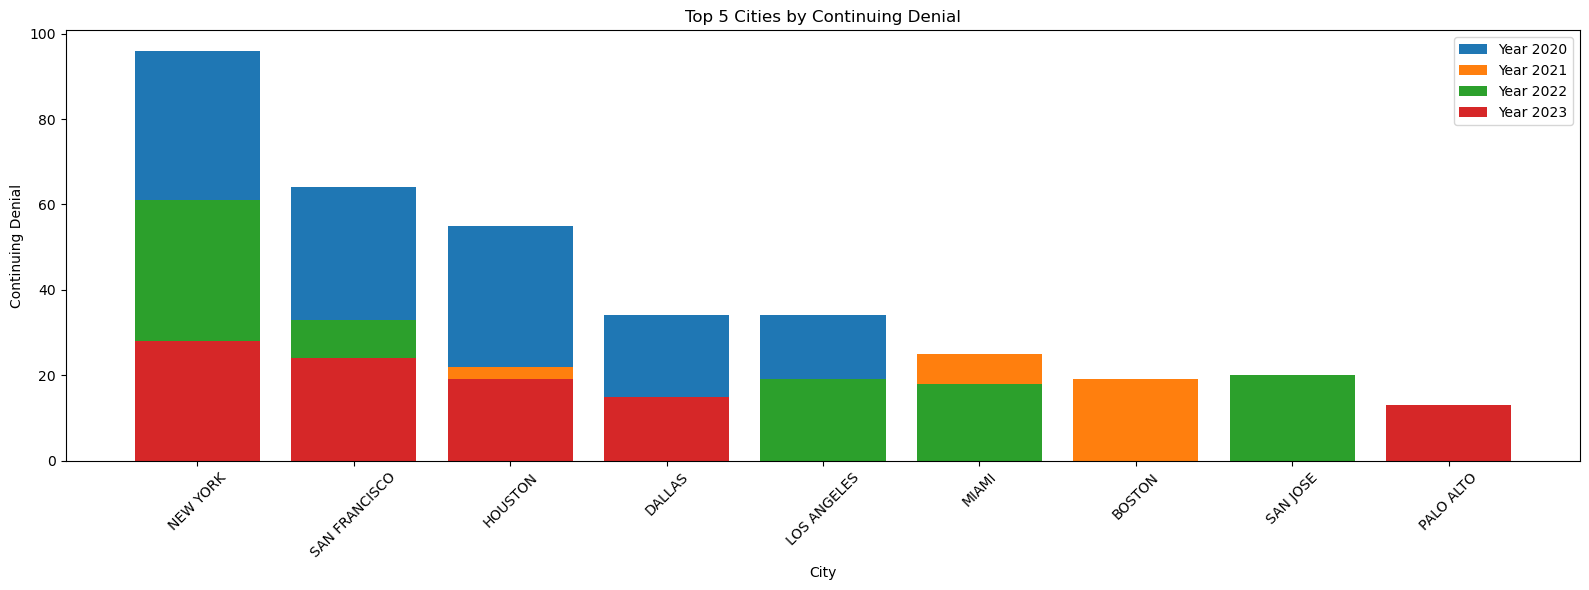 Top 5 Cities by Continuing Denial
100
80
60
40
20
0
Continuing Denial
Year 2020
Year 2021
Year 2022
Year 2023
NEW YORK
SAN FRANCISCO
HOUSTON
DALLAS
LOS ANGELES
MIAMI
BOSTON
SAN JOSE
PALO ALTO
City